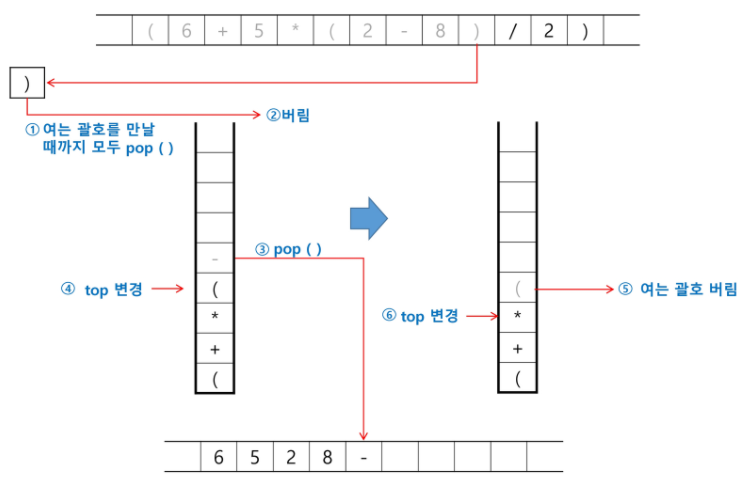 ( 6 + 5 * ( 2 - 8 ) / 2 )
)
②버림
① 여는 괄호를 만날
때까지 모두 pop ( )
-
③ pop ( )
④ top 변경
(
*
+
(
(
⑤ 여는 괄호 버림
⑥ top 변경
*
+
(
6 5 2 8 -